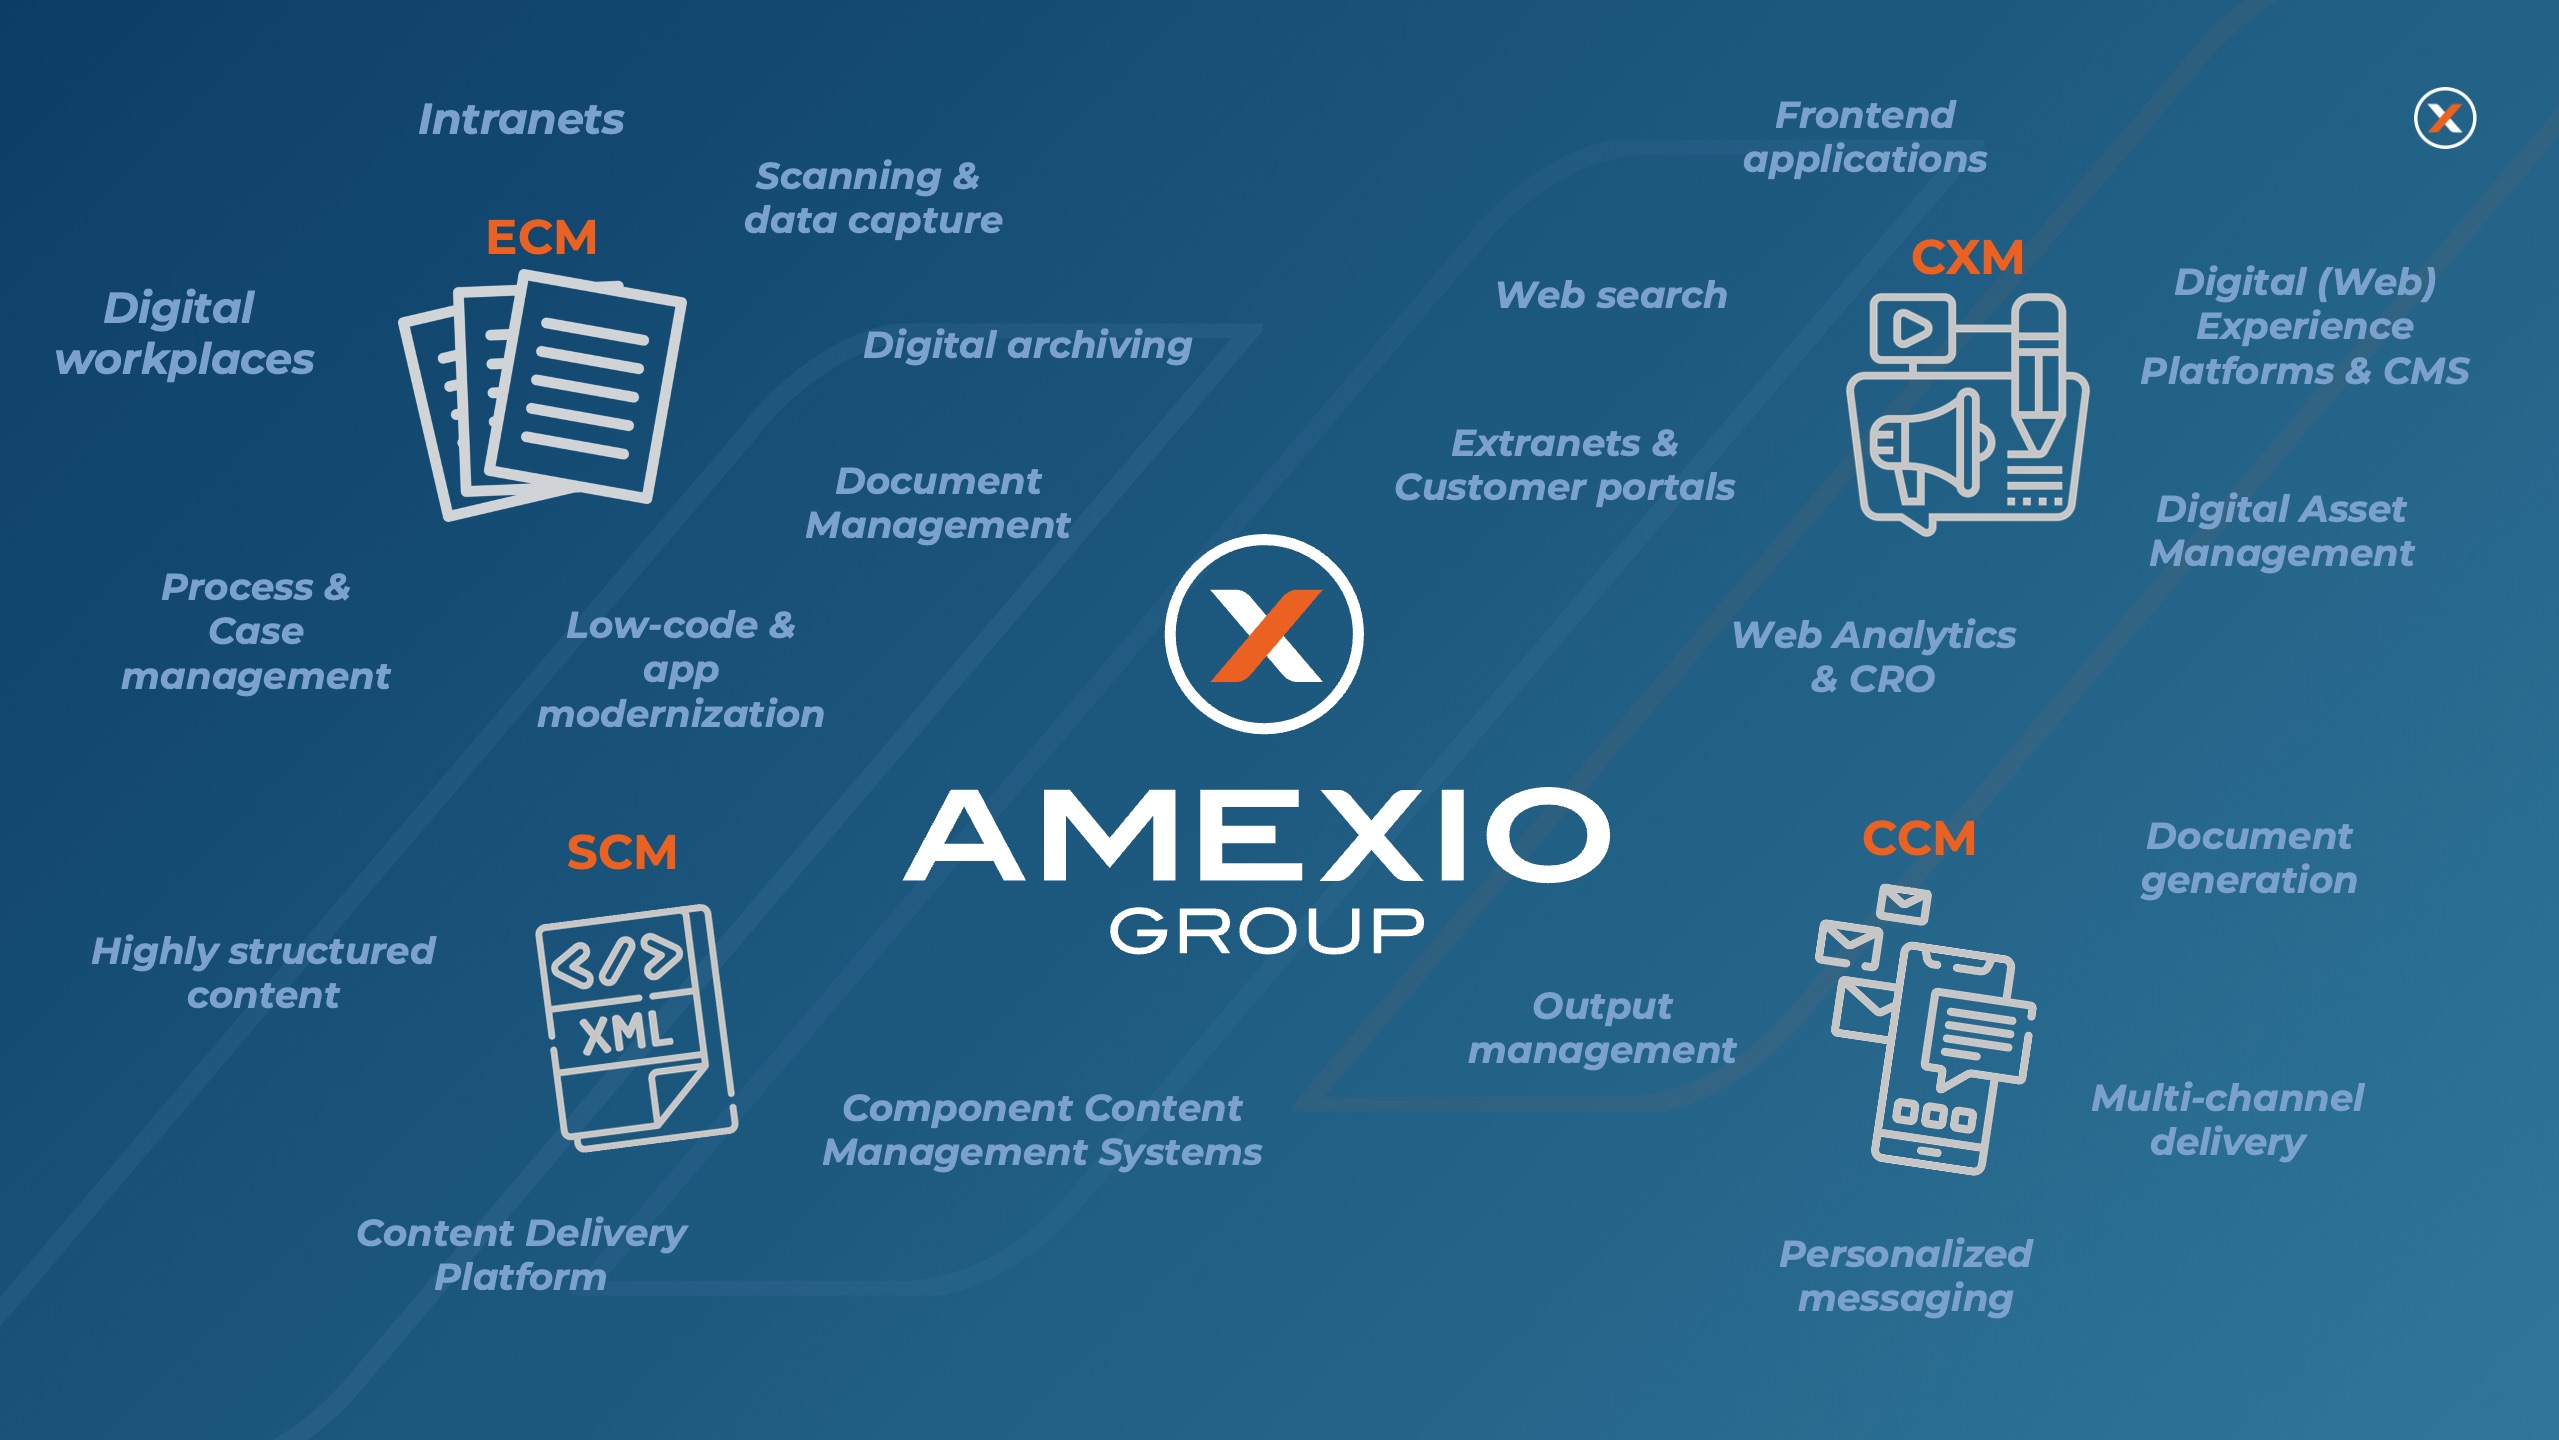 Intranets
Scanning &
data capture
ECM
Digital
workplaces
Digital archiving
Document
Management
Process &
Case
management
Low-code &
app
modernization
Frontend
applications
X
CXM
Web search
Digital (Web)
Experience
Platforms & CMS
Extranets &
Customer portals
Digital Asset
Management
Web Analytics
& CRO
X
AMEXIO
GROUP
SCM
</>
XML
Highly structured
content
Component Content
Management Systems
Content Delivery
Platform
CCM
Document
generation
Output
management
Multi-channel
delivery
Personalized
messaging